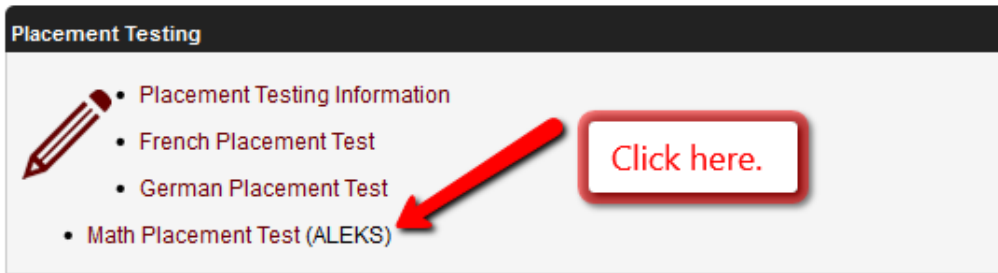 Placement Testing
• Placement Testing Information
• French Placement Test
Click here.
• German Placement Test
• Math Placement Test (ALEKS)